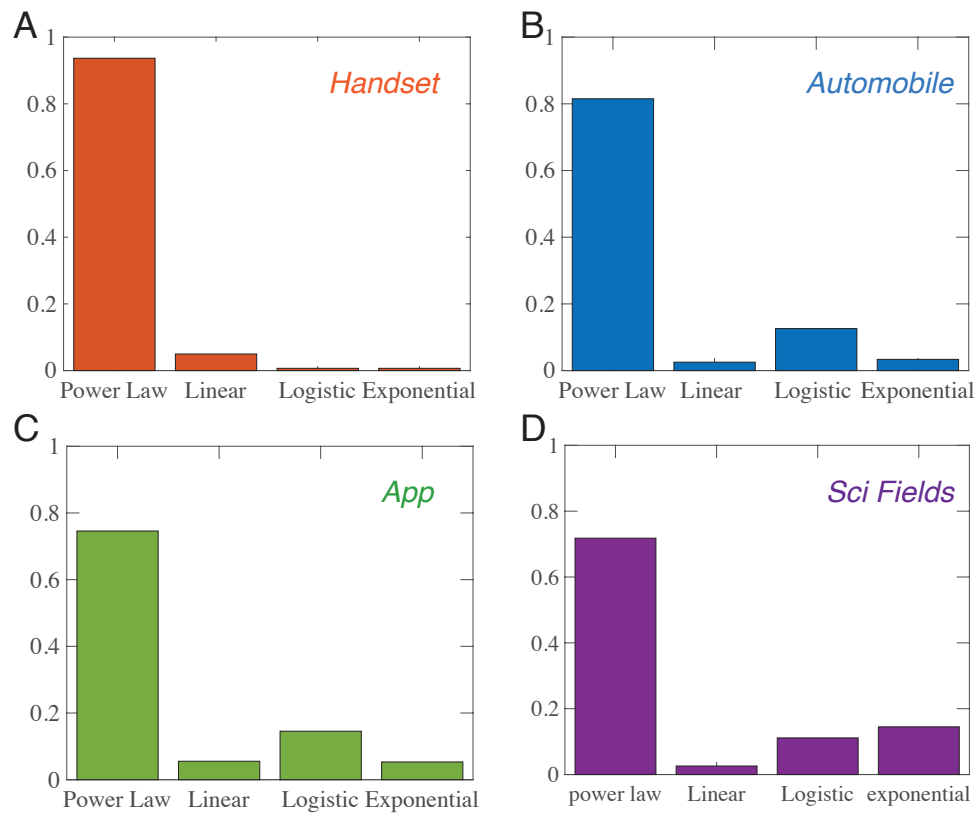 A
1
Handset
0.8
0.6
0.4
0.2
0
Power Law Linear Logistic Exponential
B
1
Automobile
0.8
0.6
0.4
0.2
0
Power Law Linear Logistic Exponential
C
1
App
0.8
0.6
0.4
0.2
0
Power Law Linear Logistic Exponential
D
1
Sci Fields
0.8
0.6
0.4
0.2
0
power law Linear Logistic exponential